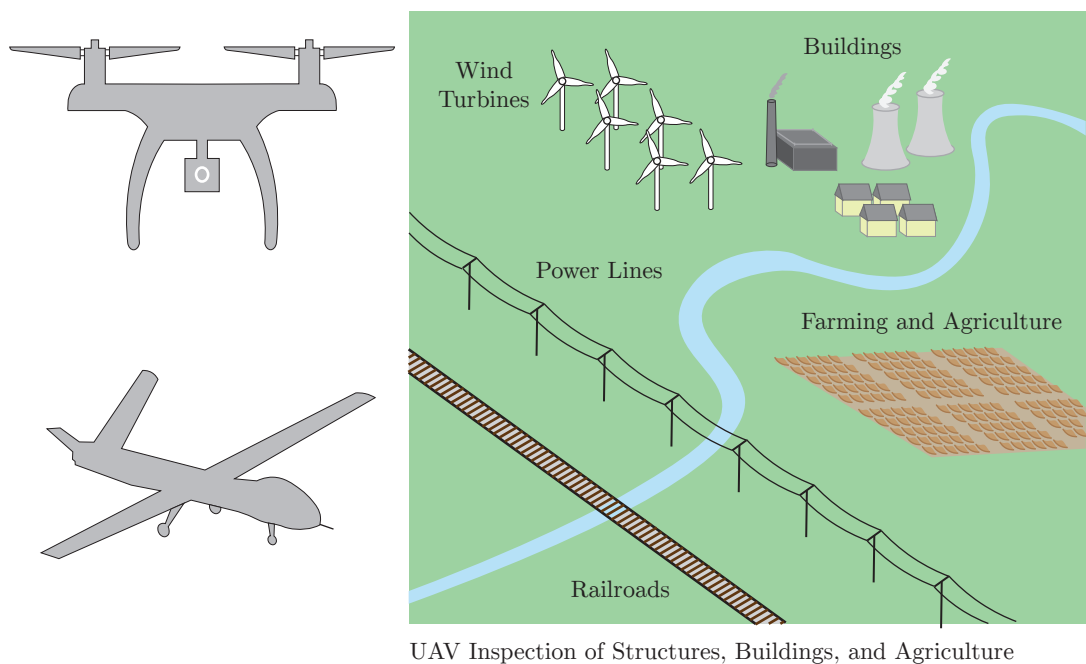 Wind
Turbines
Buildings
Power Lines
Farming and Agriculture
Railroads
UAV Inspection of Structures, Buildings, and Agriculture